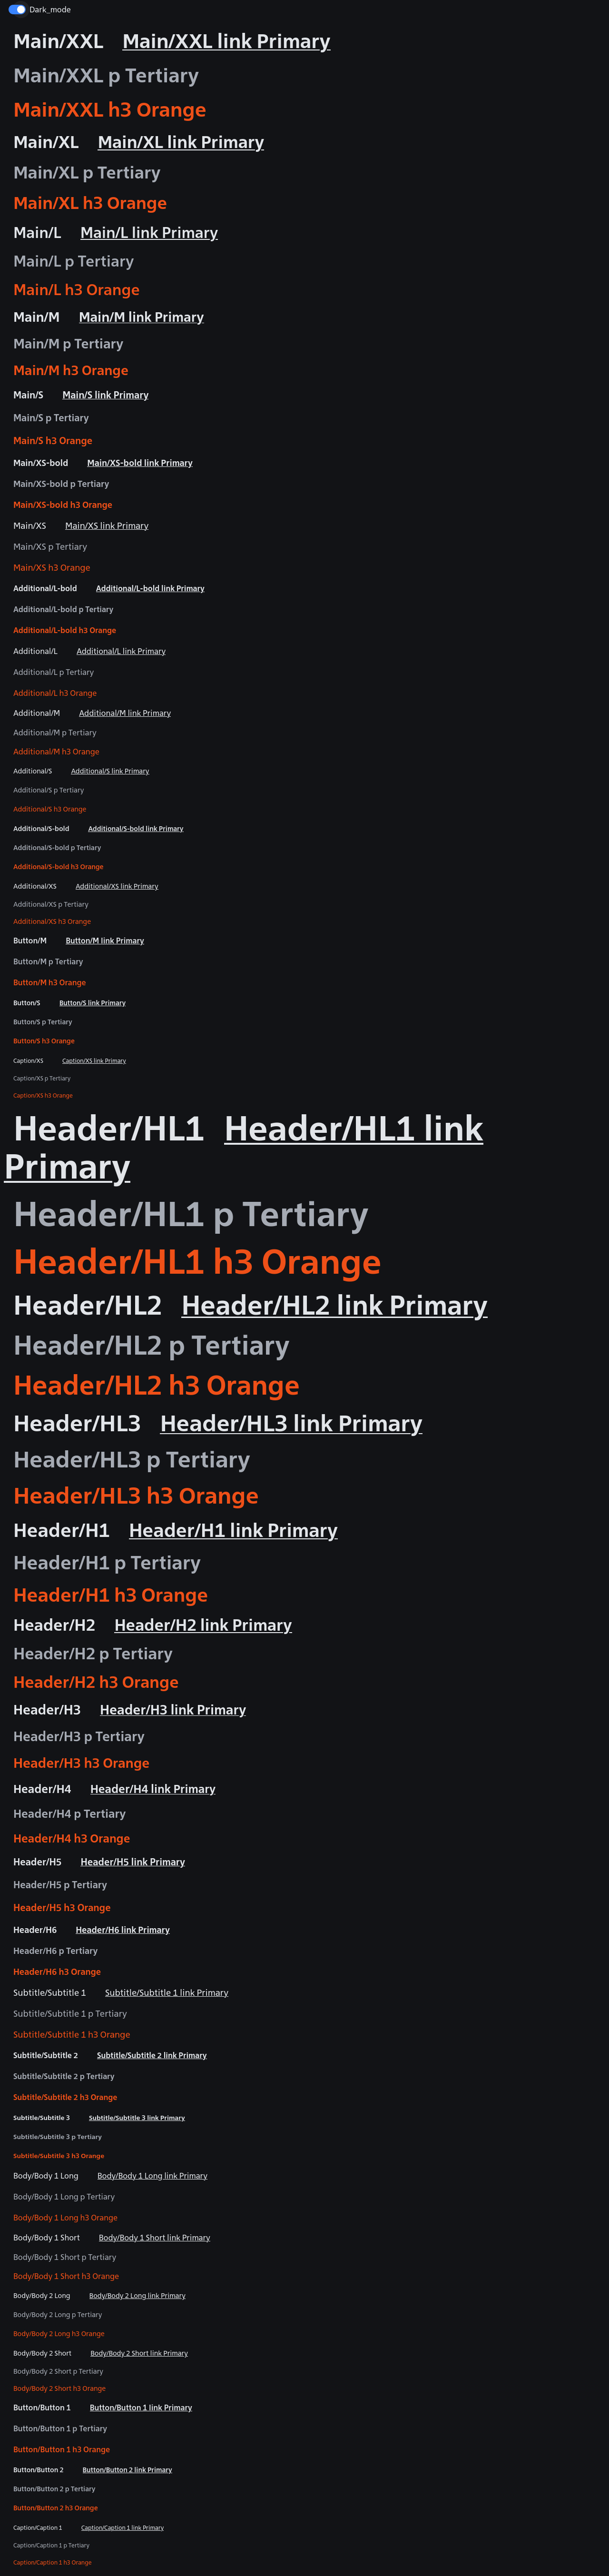 Dark_mode
Main/XXL Main/XXL link Primary
Main/XXL p Tertiary
Main/XXL h3 Orange
Main/XL Main/XL link Primary
Main/XL p Tertiary
Main/XL h3 Orange
Main/L Main/L link Primary
Main/L p Tertiary
Main/L h3 Orange
Main/M Main/M link Primary
Main/M p Tertiary
Main/M h3 Orange
Main/S Main/S link Primary
Main/S p Tertiary
Main/S h3 Orange
Main/XS-bold Main/XS-bold link Primary
Main/XS-bold p Tertiary
Main/XS-bold h3 Orange
Main/XS Main/XS link Primary
Main/XS p Tertiary
Main/XS h3 Orange
Additional/L-bold Additional/L-bold link Primary
Additional/L-bold p Tertiary
Additional/L-bold h3 Orange
Additional/L Additional/L link Primary
Additional/L p Tertiary
Additional/L h3 Orange
Additional/M Additional/M link Primary
Additional/M p Tertiary
Additional/M h3 Orange
Additional/S Additional/S link Primary
Additional/S p Tertiary
Additional/S h3 Orange
Additional/S-bold Additional/S-bold link Primary
Additional/S-bold p Tertiary
Additional/S-bold h3 Orange
Additional/XS Additional/XS link Primary
Additional/XS p Tertiary
Additional/XS h3 Orange
Button/M Button/M link Primary
Button/M p Tertiary
Button/M h3 Orange
Button/S Button/S link Primary
Button/S p Tertiary
Button/S h3 Orange
Caption/XS Caption/XS link Primary
Caption/XS p Tertiary
Caption/XS h3 Orange
Header/HL1 Header/HL1 link
Primary
Header/HL1 p Tertiary
Header/HL1 h3 Orange
Header/HL2 Header/HL2 link Primary
Header/HL2 p Tertiary
Header/HL2 h3 Orange
Header/HL3 Header/HL3 link Primary
Header/HL3 p Tertiary
Header/HL3 h3 Orange
Header/H1 Header/H1 link Primary
Header/H1 p Tertiary
Header/H1 h3 Orange
Header/H2 Header/H2 link Primary
Header/H2 p Tertiary
Header/H2 h3 Orange
Header/H3 Header/H3 link Primary
Header/H3 p Tertiary
Header/H3 h3 Orange
Header/H4 Header/H4 link Primary
Header/H4 p Tertiary
Header/H4 h3 Orange
Header/H5 Header/H5 link Primary
Header/H5 p Tertiary
Header/H5 h3 Orange
Header/H6 Header/H6 link Primary
Header/H6 p Tertiary
Header/H6 h3 Orange
Subtitle/Subtitle 1 Subtitle/Subtitle 1 link Primary
Subtitle/Subtitle 1 p Tertiary
Subtitle/Subtitle 1 h3 Orange
Subtitle/Subtitle 2 Subtitle/Subtitle 2 link Primary
Subtitle/Subtitle 2 p Tertiary
Subtitle/Subtitle 2 h3 Orange
Subtitle/Subtitle 3 Subtitle/Subtitle 3 link Primary
Subtitle/Subtitle 3 p Tertiary
Subtitle/Subtitle 3 h3 Orange
Body/Body 1 Long Body/Body 1 Long link Primary
Body/Body 1 Long p Tertiary
Body/Body 1 Long h3 Orange
Body/Body 1 Short Body/Body 1 Short link Primary
Body/Body 1 Short p Tertiary
Body/Body 1 Short h3 Orange
Body/Body 2 Long Body/Body 2 Long link Primary
Body/Body 2 Long p Tertiary
Body/Body 2 Long h3 Orange
Body/Body 2 Short Body/Body 2 Short link Primary
Body/Body 2 Short p Tertiary
Body/Body 2 Short h3 Orange
Button/Button 1 Button/Button 1 link Primary
Button/Button 1 p Tertiary
Button/Button 1 h3 Orange
Button/Button 2 Button/Button 2 link Primary
Button/Button 2 p Tertiary
Button/Button 2 h3 Orange
Caption/Caption 1 Caption/Caption 1 link Primary
Caption/Caption 1 p Tertiary
Caption/Caption 1 h3 Orange